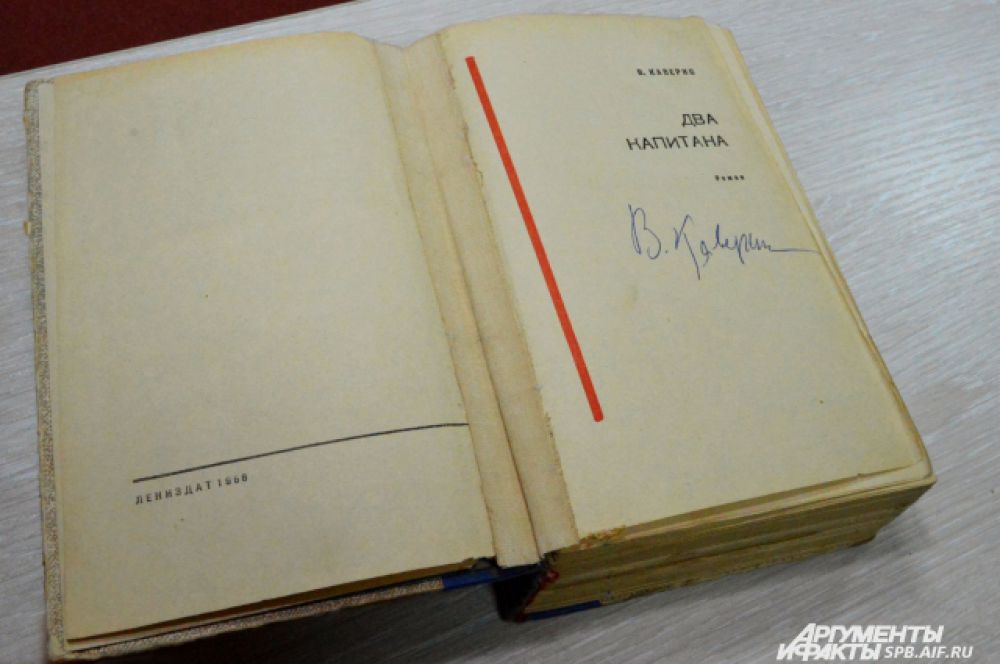 ЛЕНИЗДАТ 1968
В. КАВЕРИН
ДВА
КАПИТАНА
Роман
В. Каверин
АРГУМЕНТЫ
И ФАКТЫ SPB.AIF.RU